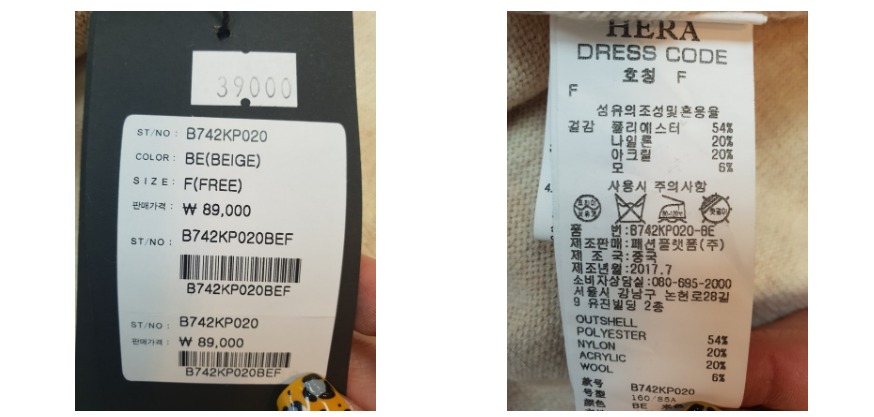 39000
ST/NO : B742KP020
COLOR : BE(BEIGE)
SIZE : F(FREE)
판매가격 : ₩ 89,000
ST/NO : B742KP020BEF
B742KP020BEF
ST/NO : B742KP020
판매가격 : ₩ 89,000
B742KP020BEF
HERA
DRESS CODE
호칭 F
F
섬유의조성및혼용율
겉감 폴리에스터 54%
나일론 20%
아크릴 20%
모 6%
사용시 주의사항
품 번:B742KP020-BE
제조판매:패션플랫폼(주)
제 조 국:중국
제조년월:2017.7
소비자상담실:080-695-2000
서울시 강남구 논현로28길
9 유진빌딩 2층
OUTSHELL
POLYESTER 54%
NYLON 20%
ACRYLIC 20%
WOOL 6%
款号 B742KP020
号型 160/85A
颜色 BE